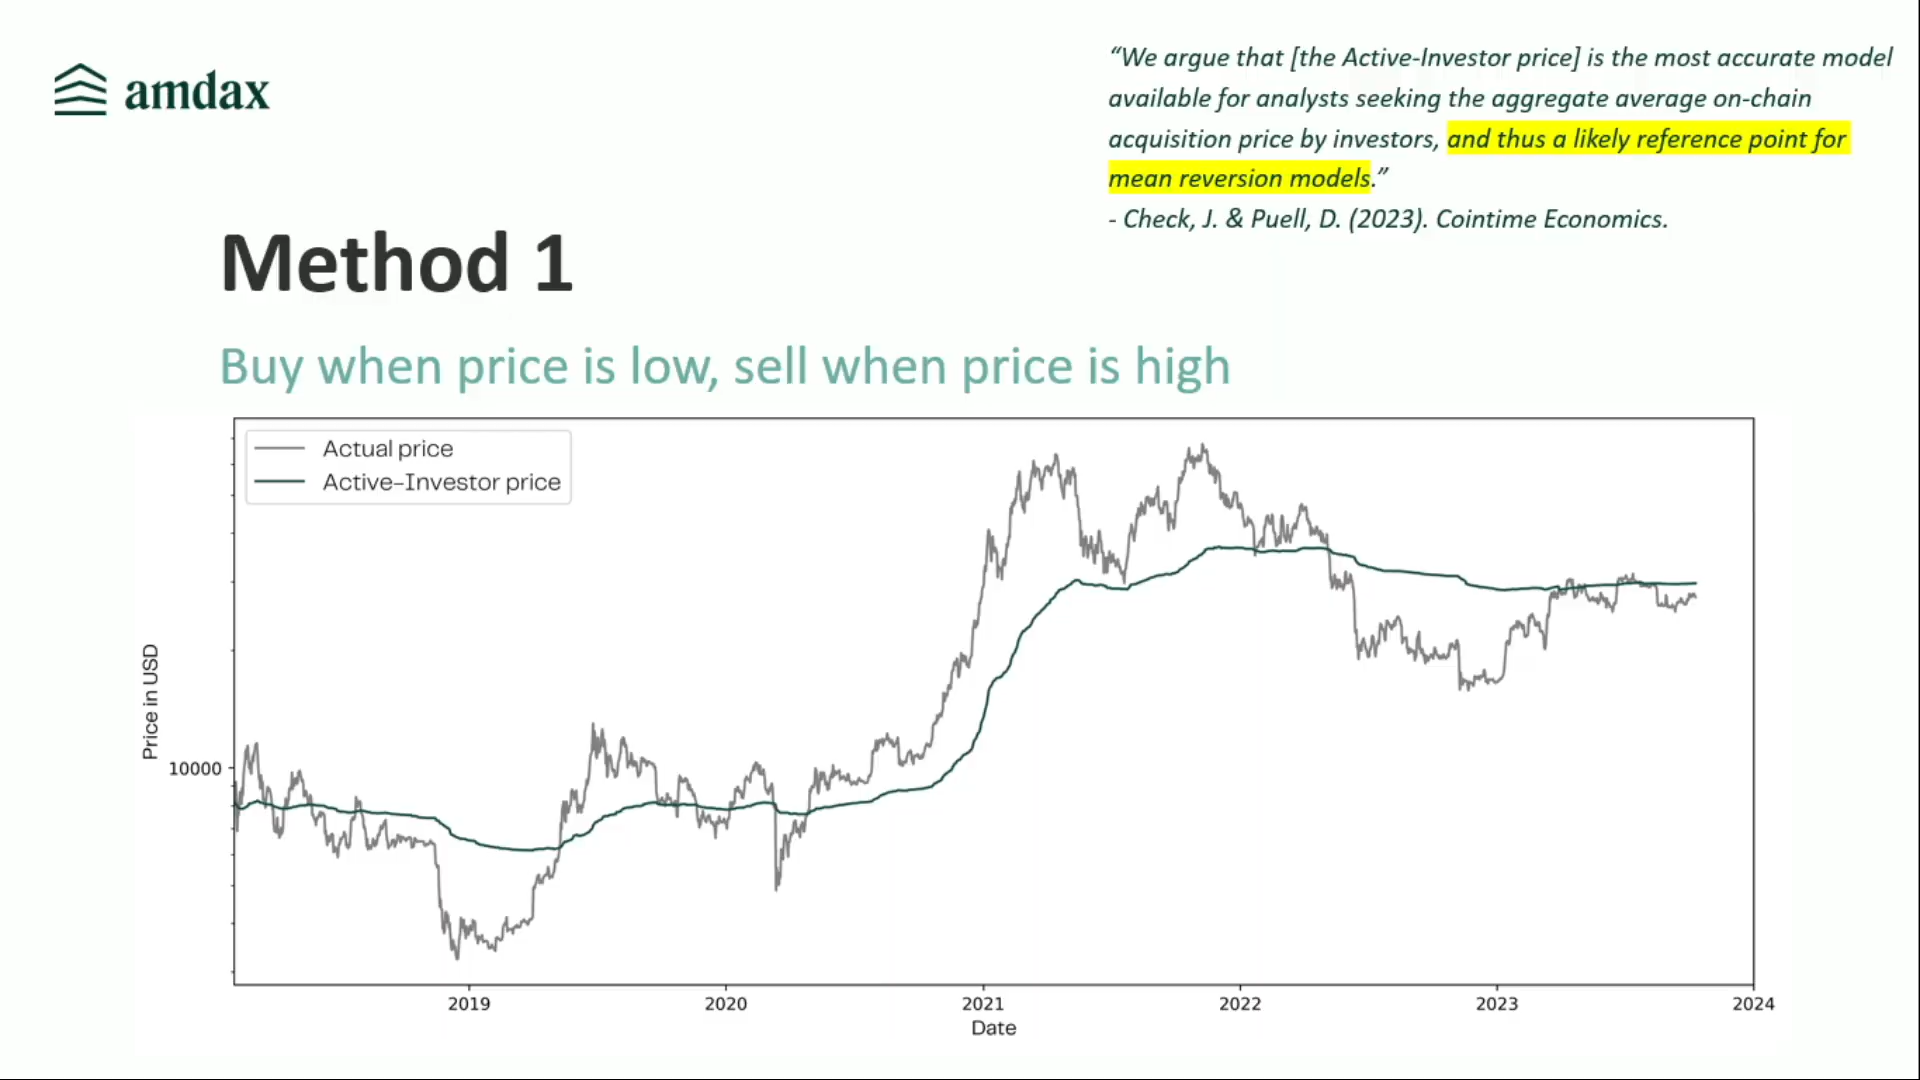 amdax
“We argue that [the Active-Investor price] is the most accurate model
available for analysts seeking the aggregate average on-chain
acquisition price by investors, and thus a likely reference point for
mean reversion models.”
- Check, J. & Puell, D. (2023). Cointime Economics.
Method 1
Buy when price is low, sell when price is high
Actual price
Active–Investor price
Price in USD
10000
2019 2020 2021 2022 2023 2024
Date